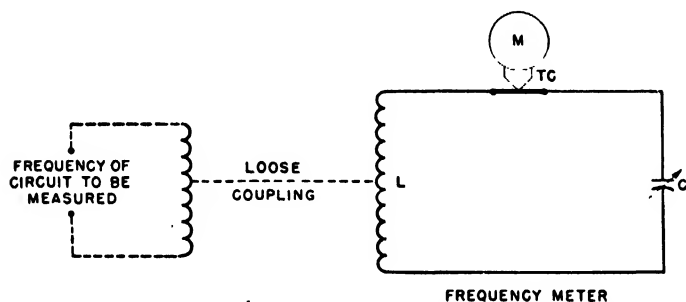 M
TC
FREQUENCY OF
CIRCUIT TO BE
MEASURED
LOOSE
COUPLING
L
C
FREQUENCY METER